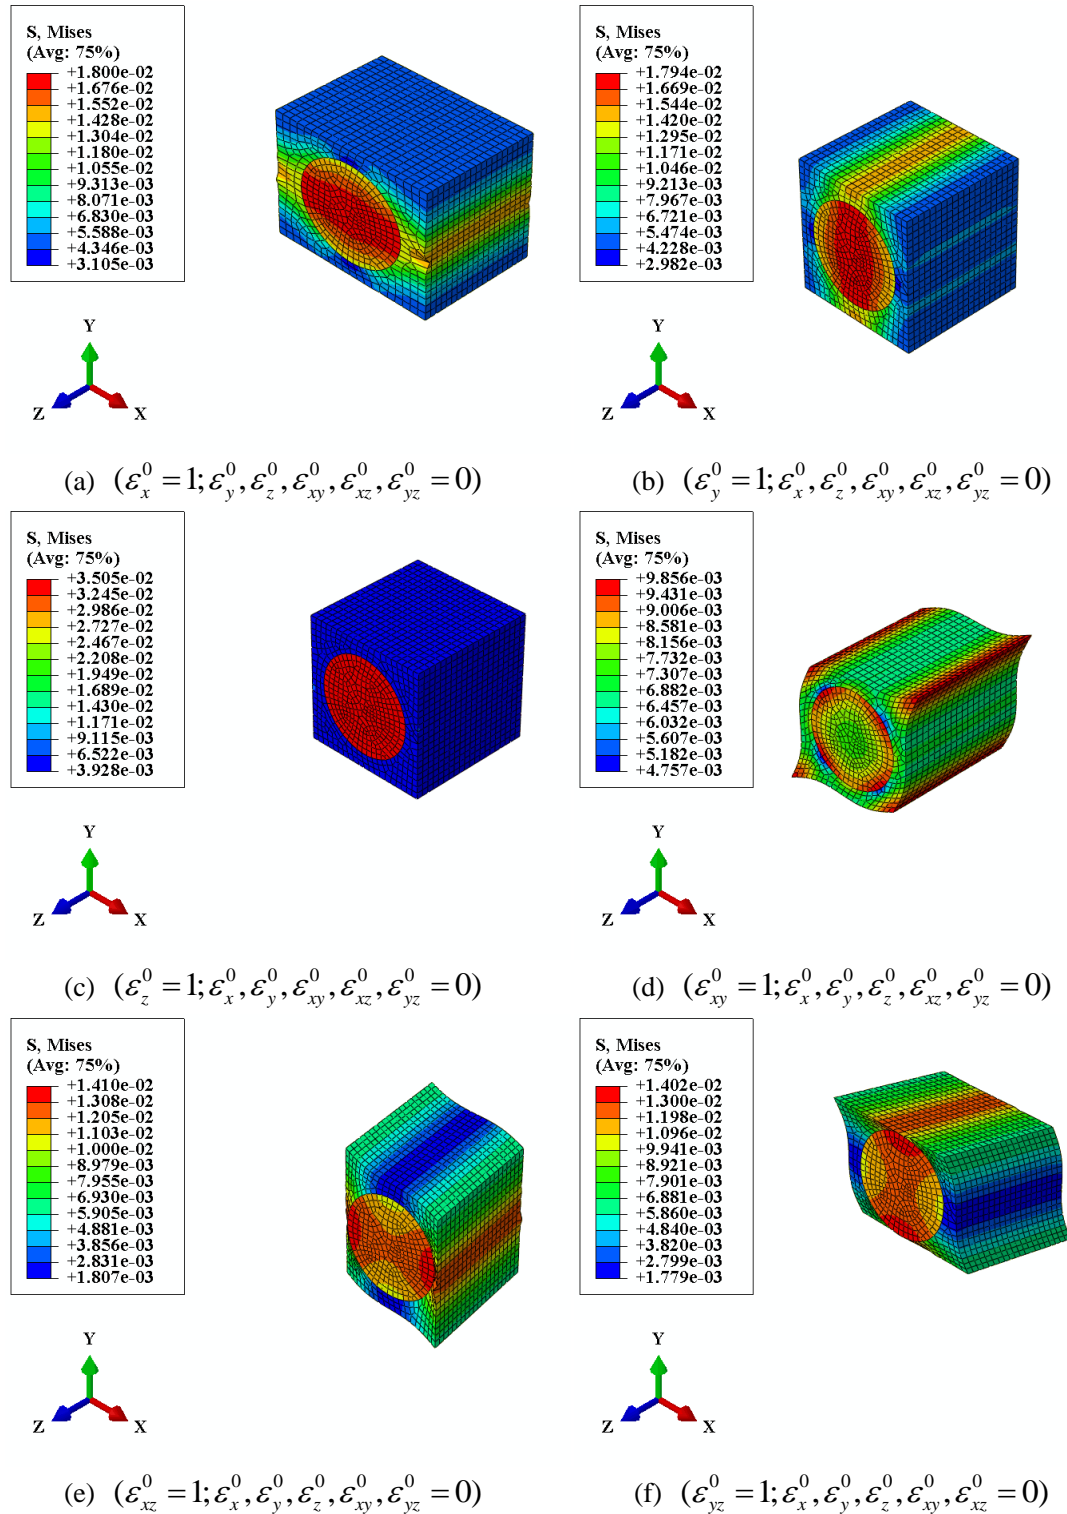 S, Mises
(Avg: 75%)
+1.800e-02
+1.676e-02
+1.552e-02
+1.428e-02
+1.304e-02
+1.180e-02
+1.055e-02
+9.313e-03
+8.071e-03
+6.830e-03
+5.588e-03
+4.346e-03
+3.105e-03
Y
Z
X
(a) (ε_x^0 = 1; ε_y^0, ε_z^0, ε_xy^0, ε_xz^0, ε_yz^0 = 0)
S, Mises
(Avg: 75%)
+1.794e-02
+1.669e-02
+1.544e-02
+1.420e-02
+1.295e-02
+1.171e-02
+1.046e-02
+9.213e-03
+7.967e-03
+6.721e-03
+5.474e-03
+4.228e-03
+2.982e-03
Y
Z
X
(b) (ε_y^0 = 1; ε_x^0, ε_z^0, ε_xy^0, ε_xz^0, ε_yz^0 = 0)
S, Mises
(Avg: 75%)
+3.505e-02
+3.245e-02
+2.986e-02
+2.727e-02
+2.467e-02
+2.208e-02
+1.949e-02
+1.689e-02
+1.430e-02
+1.171e-02
+9.115e-03
+6.522e-03
+3.928e-03
Y
Z
X
(c) (ε_z^0 = 1; ε_x^0, ε_y^0, ε_xy^0, ε_xz^0, ε_yz^0 = 0)
S, Mises
(Avg: 75%)
+9.856e-03
+9.431e-03
+9.006e-03
+8.581e-03
+8.156e-03
+7.732e-03
+7.307e-03
+6.882e-03
+6.457e-03
+6.032e-03
+5.607e-03
+5.182e-03
+4.757e-03
Y
Z
X
(d) (ε_xy^0 = 1; ε_x^0, ε_y^0, ε_z^0, ε_xz^0, ε_yz^0 = 0)
S, Mises
(Avg: 75%)
+1.410e-02
+1.308e-02
+1.205e-02
+1.103e-02
+1.000e-02
+8.979e-03
+7.955e-03
+6.930e-03
+5.905e-03
+4.881e-03
+3.856e-03
+2.831e-03
+1.807e-03
Y
Z
X
(e) (ε_xz^0 = 1; ε_x^0, ε_y^0, ε_z^0, ε_xy^0, ε_yz^0 = 0)
S, Mises
(Avg: 75%)
+1.402e-02
+1.300e-02
+1.198e-02
+1.096e-02
+9.941e-03
+8.921e-03
+7.901e-03
+6.881e-03
+5.860e-03
+4.840e-03
+3.820e-03
+2.799e-03
+1.779e-03
Y
Z
X
(f) (ε_yz^0 = 1; ε_x^0, ε_y^0, ε_z^0, ε_xy^0, ε_xz^0 = 0)